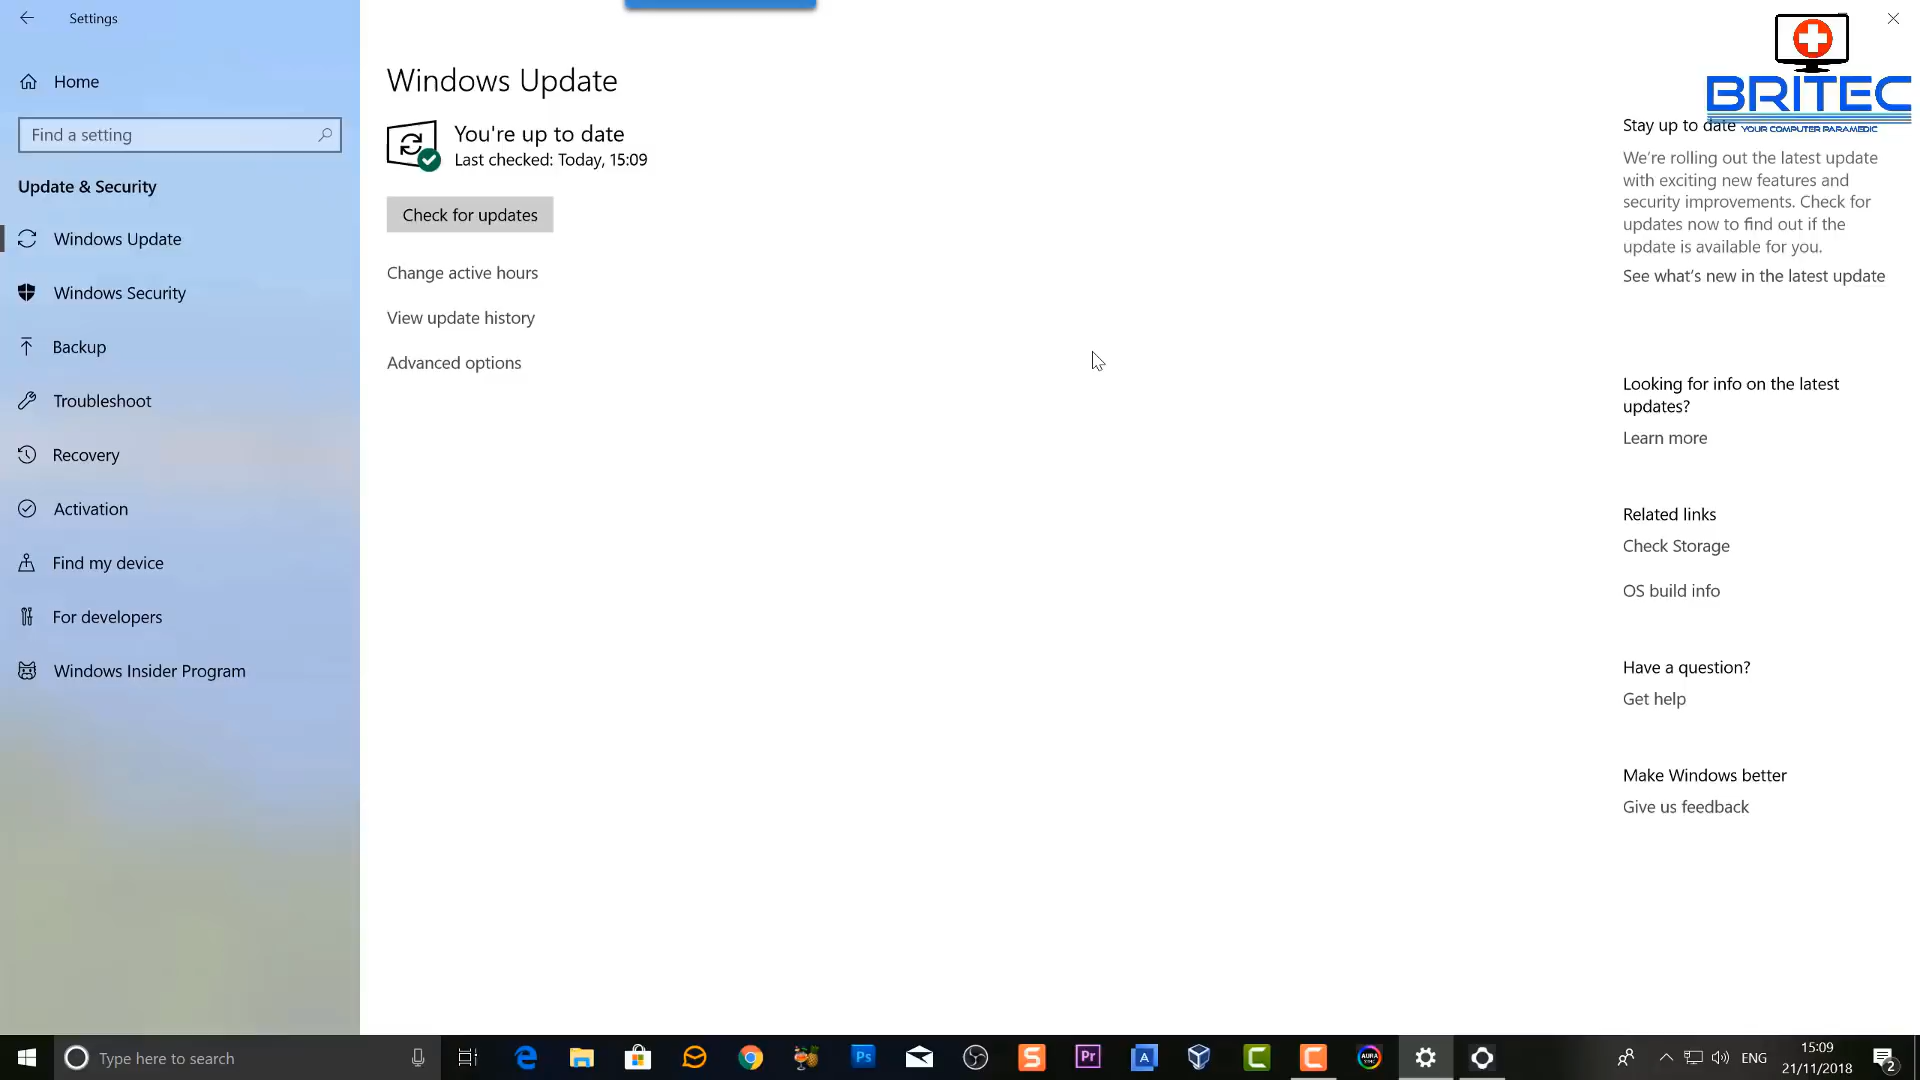 Settings
Home
Find a setting
Update & Security
Windows Update
Windows Security
Backup
Troubleshoot
Recovery
Activation
Find my device
For developers
Windows Insider Program
Windows Update
You're up to date
Last checked: Today, 15:09
Check for updates
Change active hours
View update history
Advanced options
BRITEC
YOUR COMPUTER PARAMEDIC
Stay up to date
We're rolling out the latest update
with exciting new features and
security improvements. Check for
updates now to find out if the
update is available for you.
See what's new in the latest update
Looking for info on the latest
updates?
Learn more
Related links
Check Storage
OS build info
Have a question?
Get help
Make Windows better
Give us feedback
Type here to search
Ps
S
Pr
A
C
C
AURA
ENG
15:09
21/11/2018
2